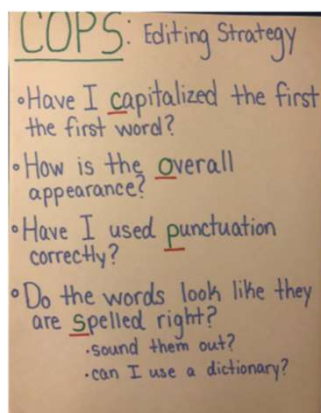 COPS: Editing Strategy
•Have I capitalized the first
the first word?
•How is the overall
appearance?
•Have I used punctuation
correctly?
•Do the words look like they
are spelled right?
•sound them out?
•can I use a dictionary?